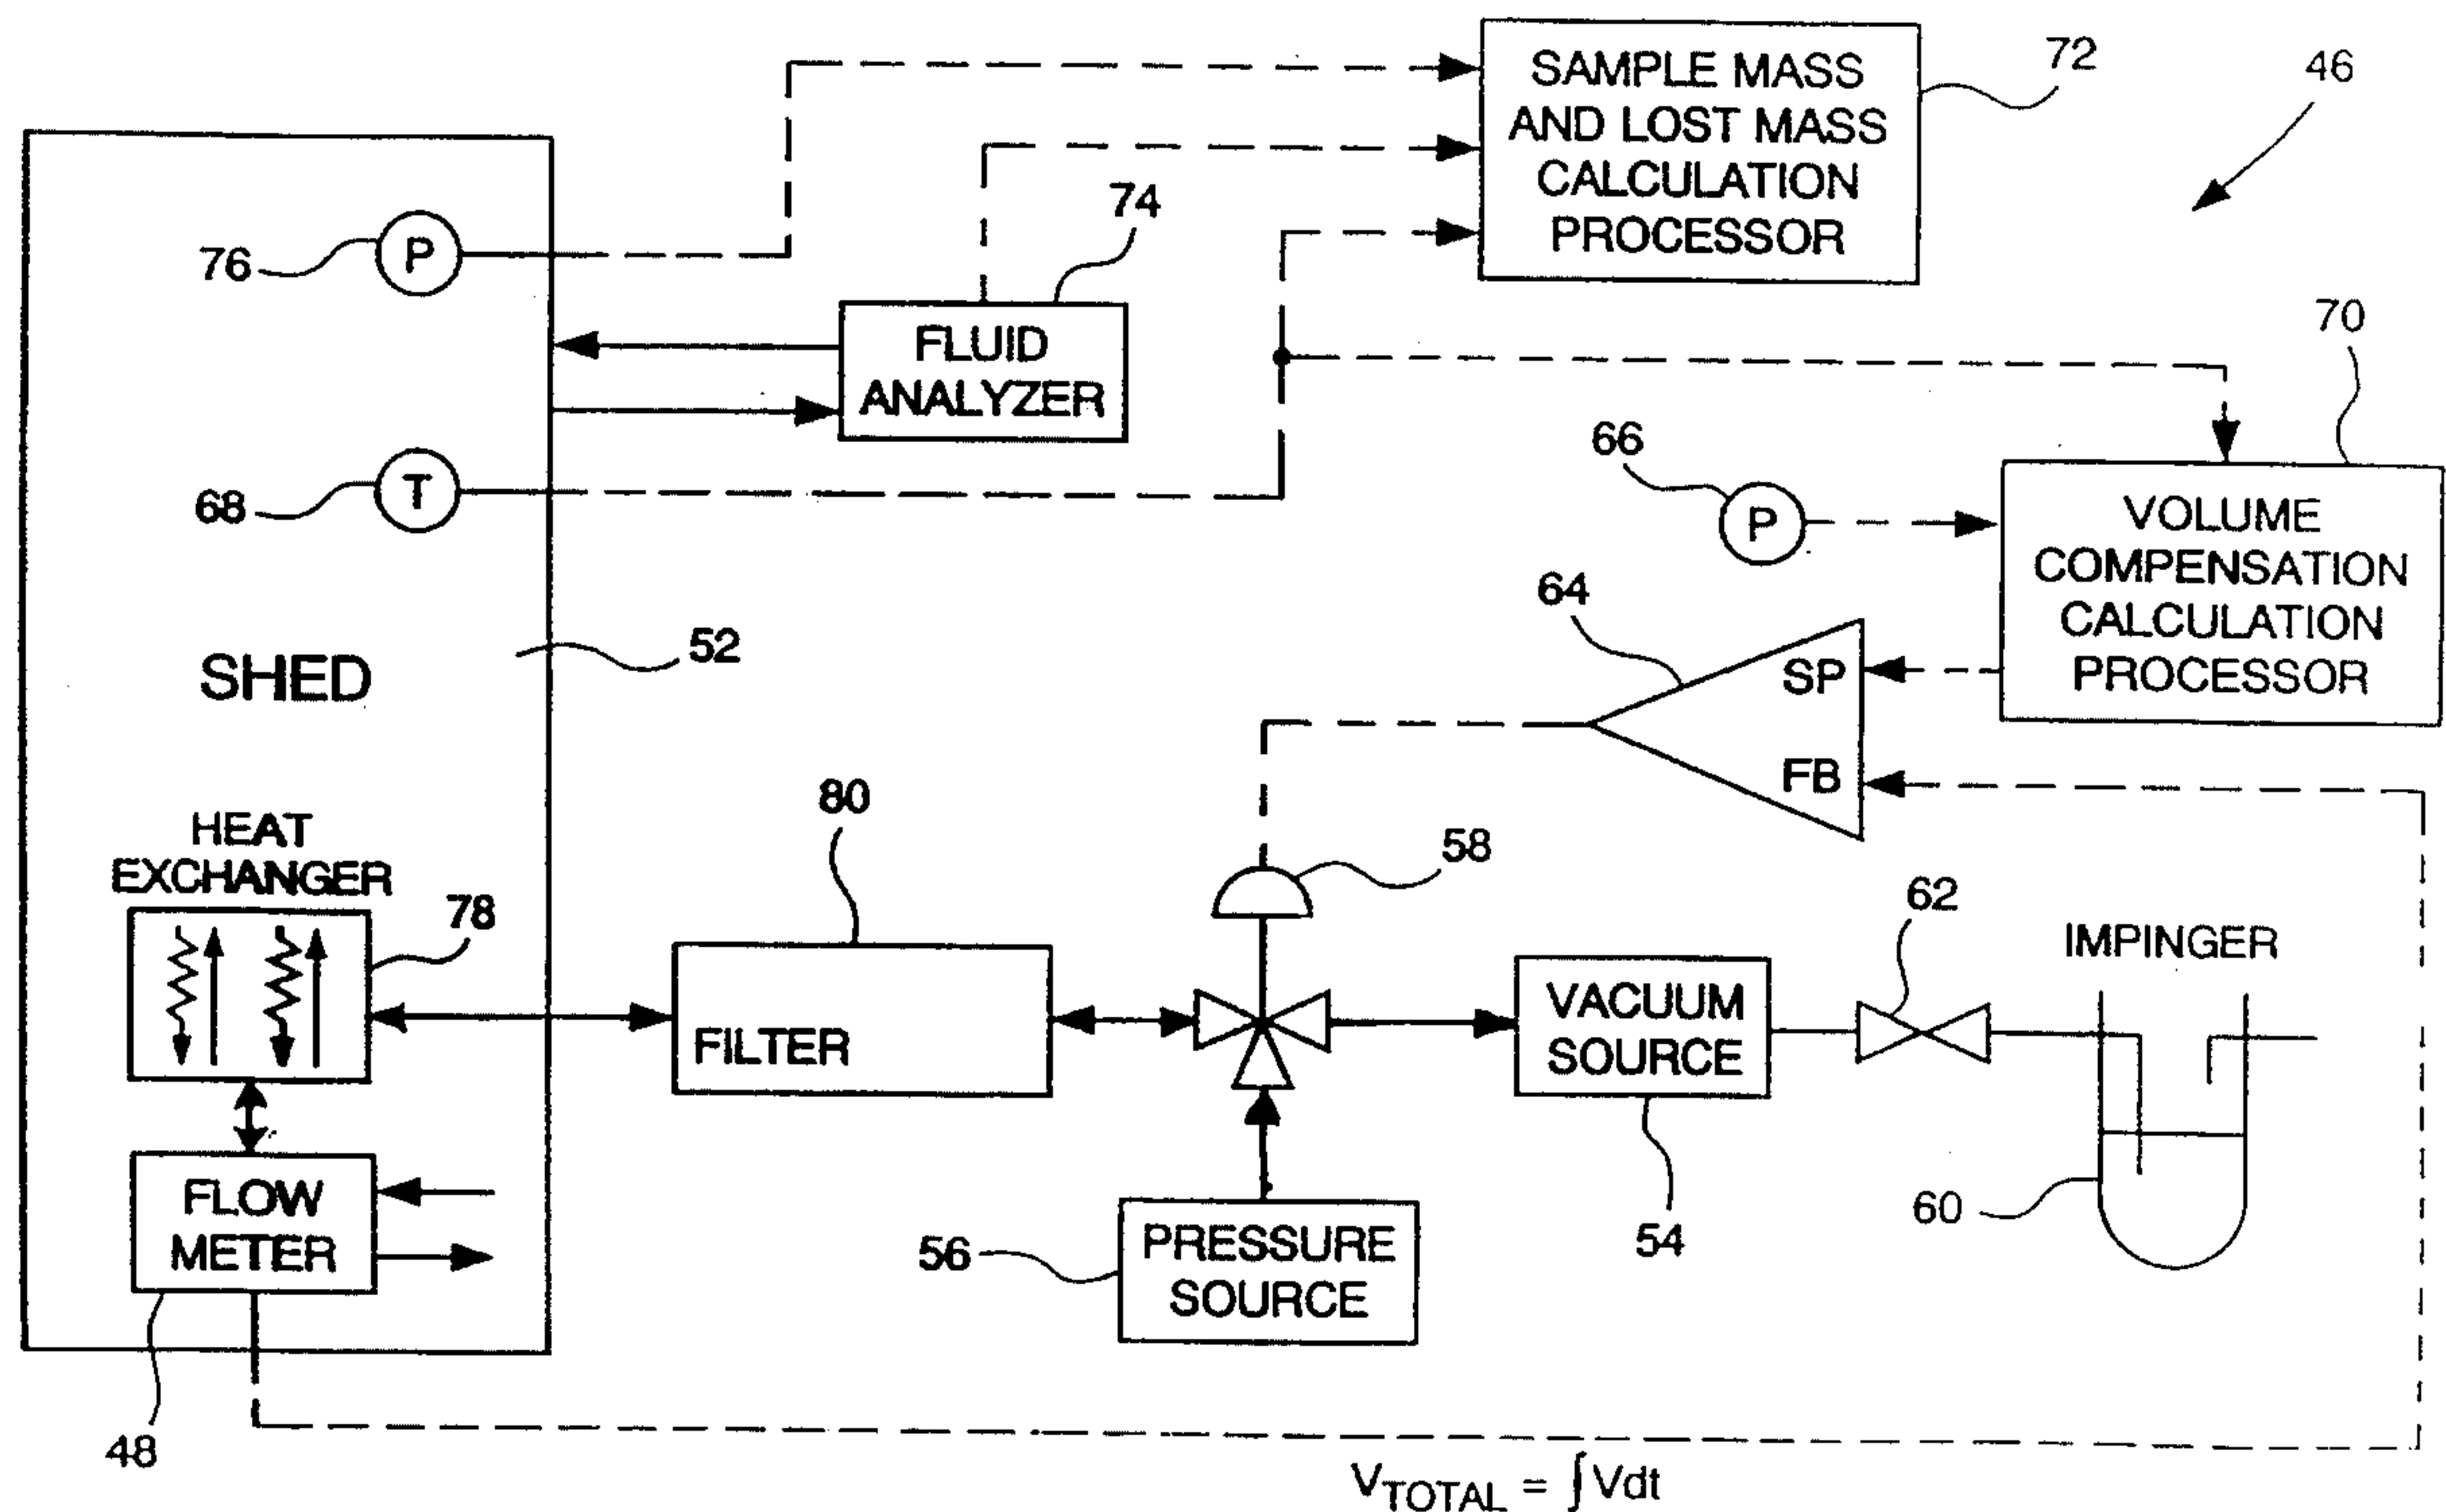 SAMPLE MASS
AND LOST MASS
CALCULATION
PROCESSOR
72
46
76
P
74
FLUID
ANALYZER
70
68
T
66
P
VOLUME
COMPENSATION
CALCULATION
PROCESSOR
64
SP
FB
SHED
52
HEAT
EXCHANGER
78
80
FILTER
58
VACUUM
SOURCE
54
62
IMPINGER
60
FLOW
METER
48
56
PRESSURE
SOURCE
V_TOTAL = ∫Vdt